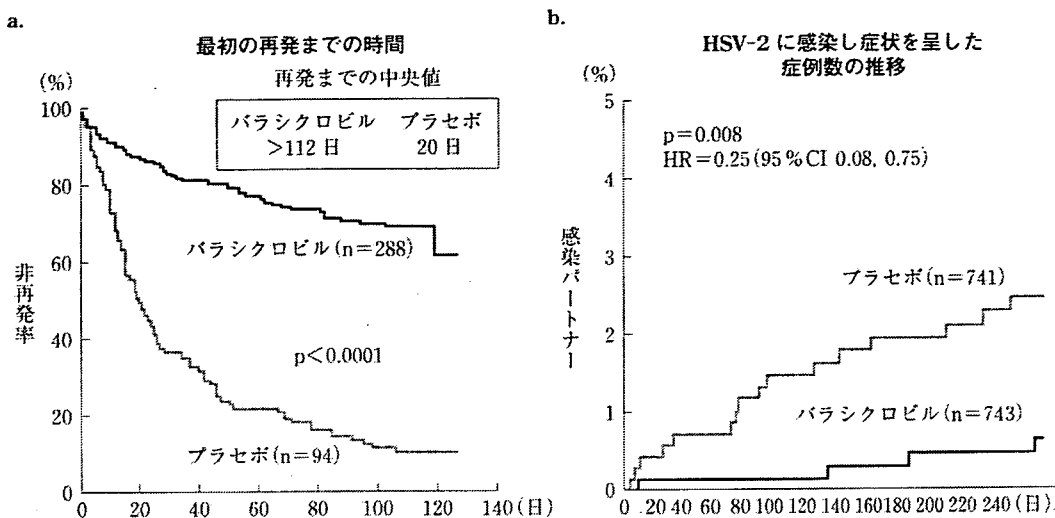 a.
最初の再発までの時間
(%)
再発までの中央値
バラシクロビル プラセボ
>112日 20日
100
80
60
40
20
0
非再発率
バラシクロビル(n=288)
p<0.0001
プラセボ(n=94)
0 20 40 60 80 100 120 140(日)
b.
HSV-2に感染し症状を呈した
症例数の推移
(%)
5
4
3
2
1
0
感染パートナー
p=0.008
HR=0.25(95%CI 0.08, 0.75)
プラセボ(n=741)
バラシクロビル(n=743)
0 20 40 60 80 100 120 140 160 180 200 220 240(日)